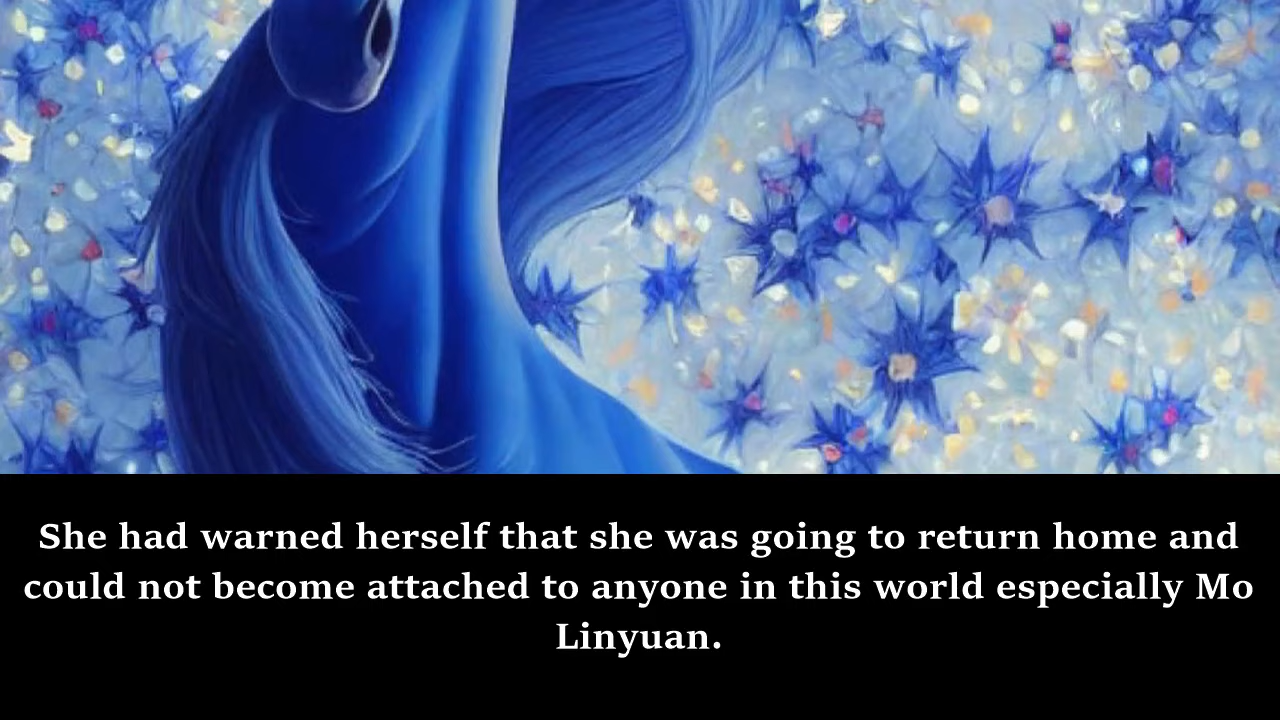 She had warned herself that she was going to return home and
could not become attached to anyone in this world especially Mo
Linyuan.